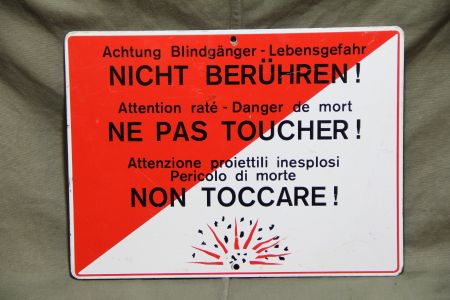 Achtung Blindgänger - Lebensgefahr
NICHT BERÜHREN!
Attention raté - Danger de mort
NE PAS TOUCHER!
Attenzione proiettili inesplosi
Pericolo di morte
NON TOCCARE!